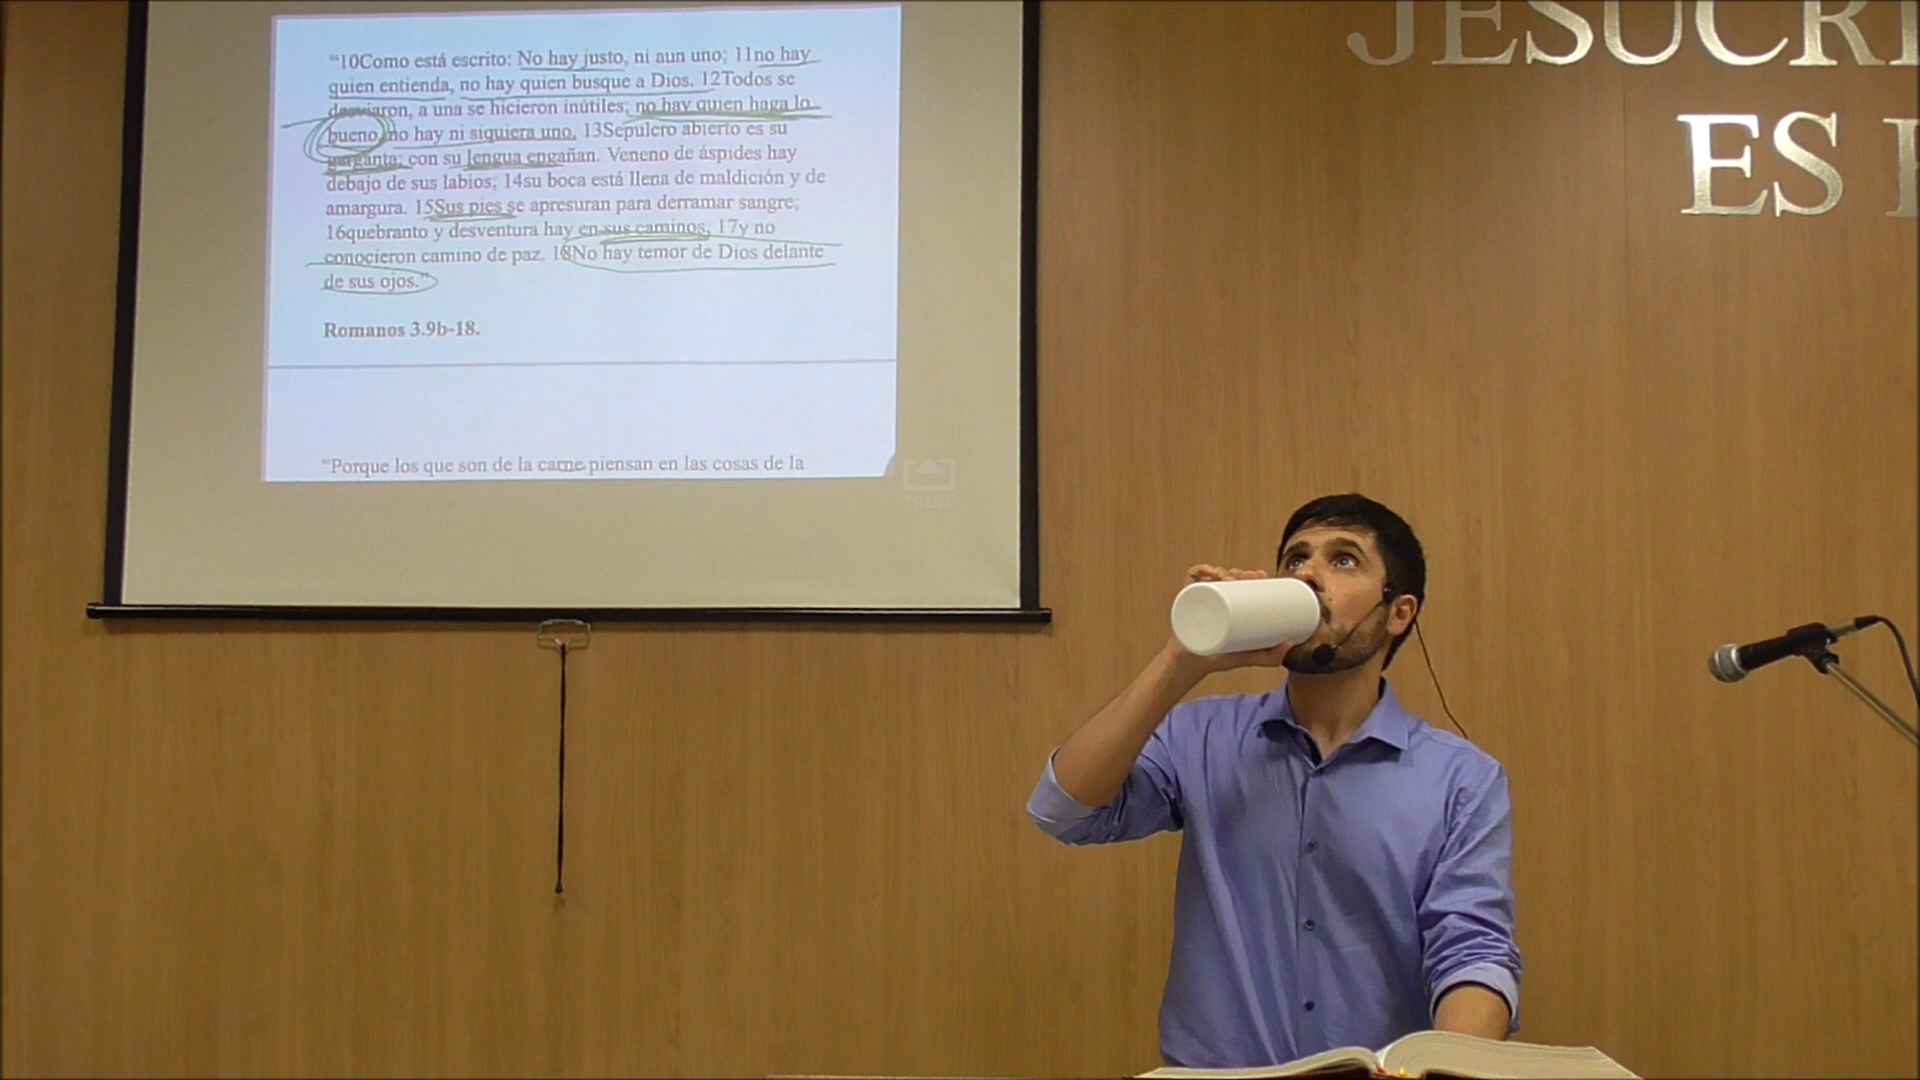 “10Como está escrito: No hay justo, ni aun uno; 11no hay
quien entienda, no hay quien busque a Dios. 12Todos se
desviaron, a una se hicieron inútiles; no hay quien haga lo
bueno, no hay ni siquiera uno. 13Sepulcro abierto es su
garganta; con su lengua engañan. Veneno de áspides hay
debajo de sus labios; 14su boca está llena de maldición y de
amargura. 15Sus pies se apresuran para derramar sangre;
16quebranto y desventura hay en sus caminos; 17y no
conocieron camino de paz. 18No hay temor de Dios delante
de sus ojos.”
Romanos 3.9b-18.
“Porque los que son de la carne piensan en las cosas de la
JESUCRI
ES